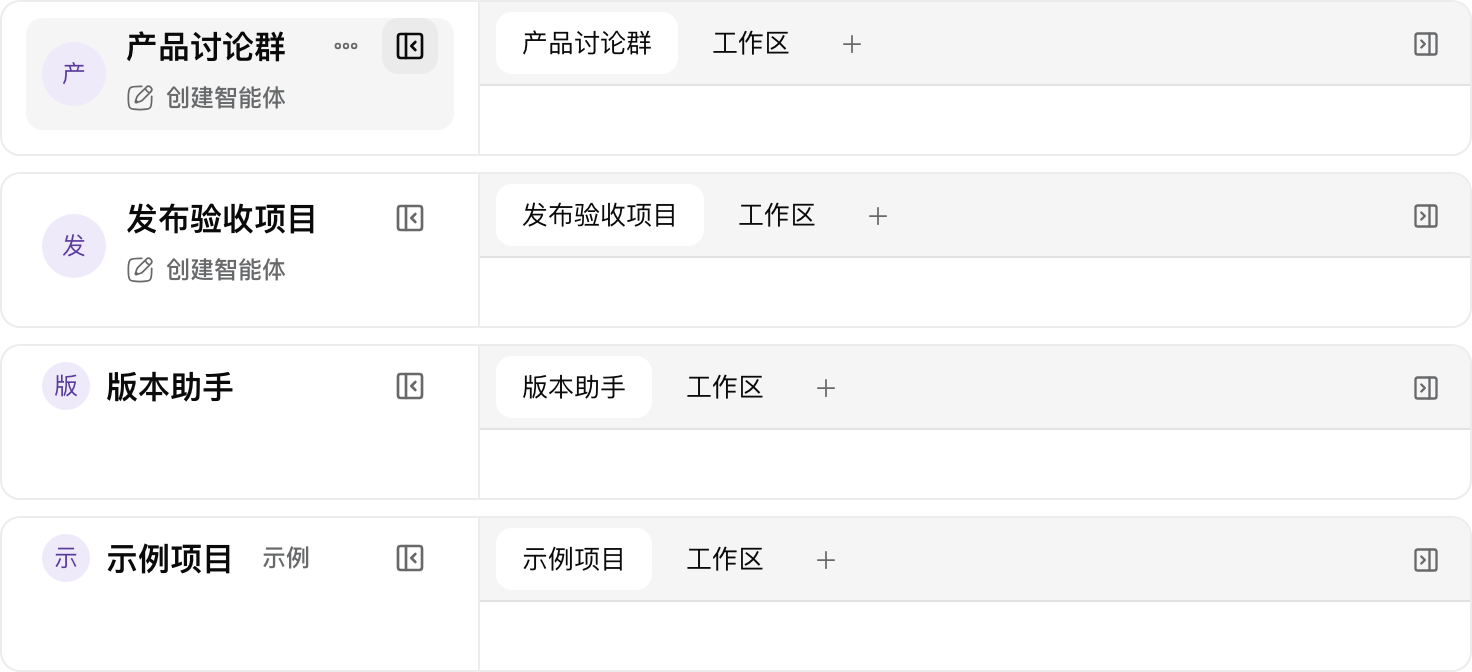 产 产品讨论群
创建智能体
产品讨论群 工作区
发 发布验收项目
创建智能体
发布验收项目 工作区
版 版本助手
版本助手 工作区
示 示例项目 示例
示例项目 工作区